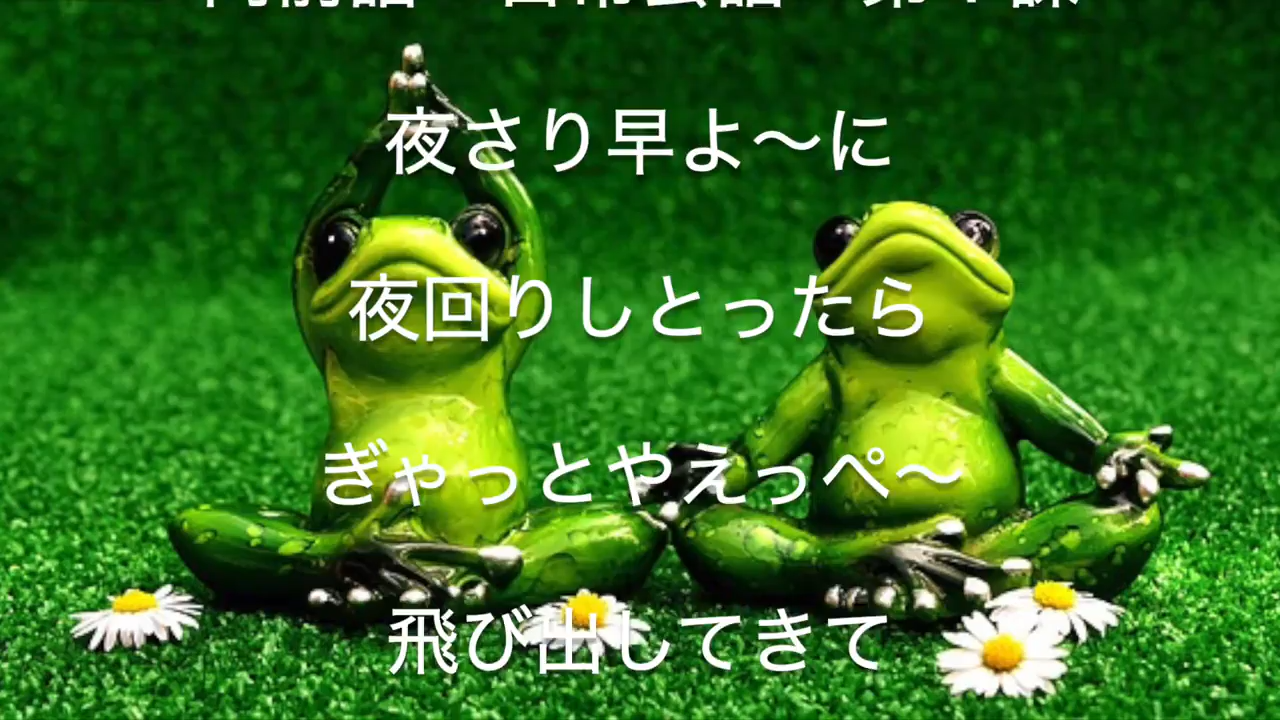 夜さり早よ〜に
夜回りしとったら
ぎゃっとやえっぺ〜
飛び出してきて